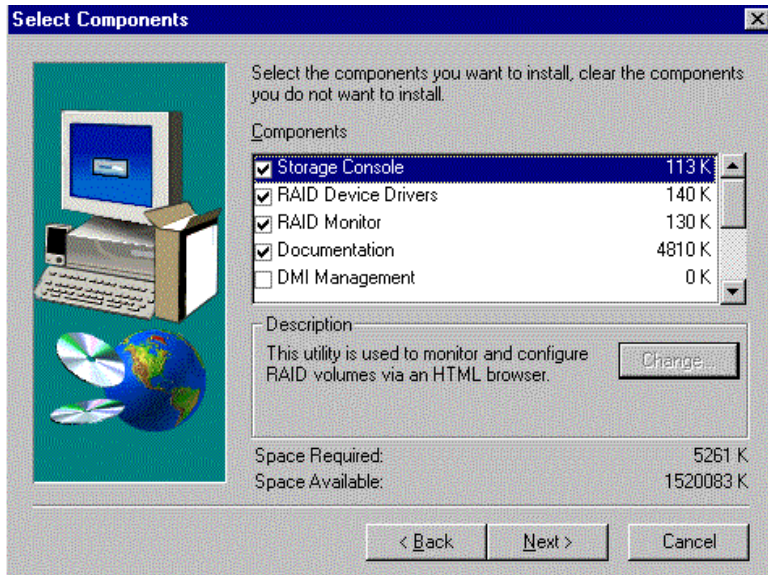 Select Components
Select the components you want to install, clear the components
you do not want to install.
Components
Storage Console 113 K
RAID Device Drivers 140 K
RAID Monitor 130 K
Documentation 4810 K
DMI Management 0 K
Description
This utility is used to monitor and configure
RAID volumes via an HTML browser.
Change...
Space Required: 5261 K
Space Available: 1520083 K
< Back Next > Cancel